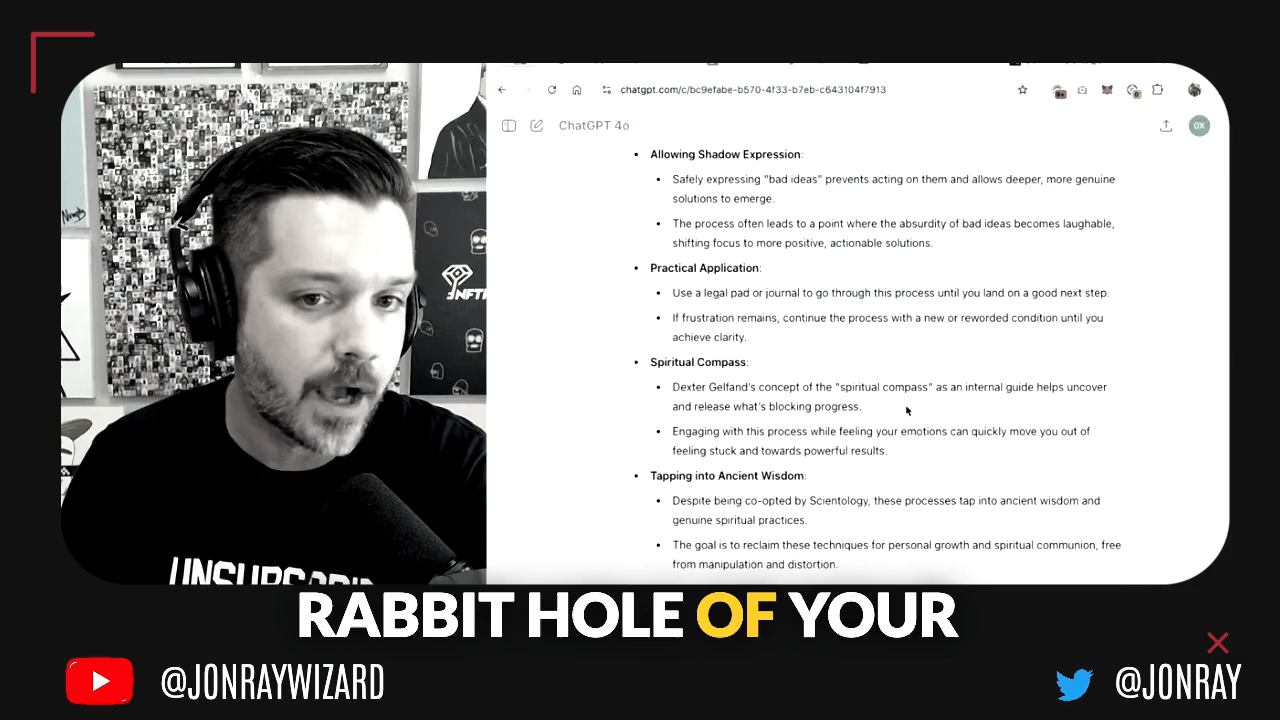 chatgpt.com/c/bc9efabe-b570-4f33-b7eb-c643104f7913
ChatGPT 4o
OX
• Allowing Shadow Expression:
• Safely expressing "bad ideas" prevents acting on them and allows deeper, more genuine
solutions to emerge.
• The process often leads to a point where the absurdity of bad ideas becomes laughable,
shifting focus to more positive, actionable solutions.
• Practical Application:
• Use a legal pad or journal to go through this process until you land on a good next step.
• If frustration remains, continue the process with a new or reworded condition until you
achieve clarity.
• Spiritual Compass:
• Dexter Gelfand's concept of the "spiritual compass" as an internal guide helps uncover
and release what's blocking progress.
• Engaging with this process while feeling your emotions can quickly move you out of
feeling stuck and towards powerful results.
• Tapping into Ancient Wisdom:
• Despite being co-opted by Scientology, these processes tap into ancient wisdom and
genuine spiritual practices.
• The goal is to reclaim these techniques for personal growth and spiritual communion, free
from manipulation and distortion.
RABBIT HOLE OF YOUR
@JONRAYWIZARD
@JONRAY